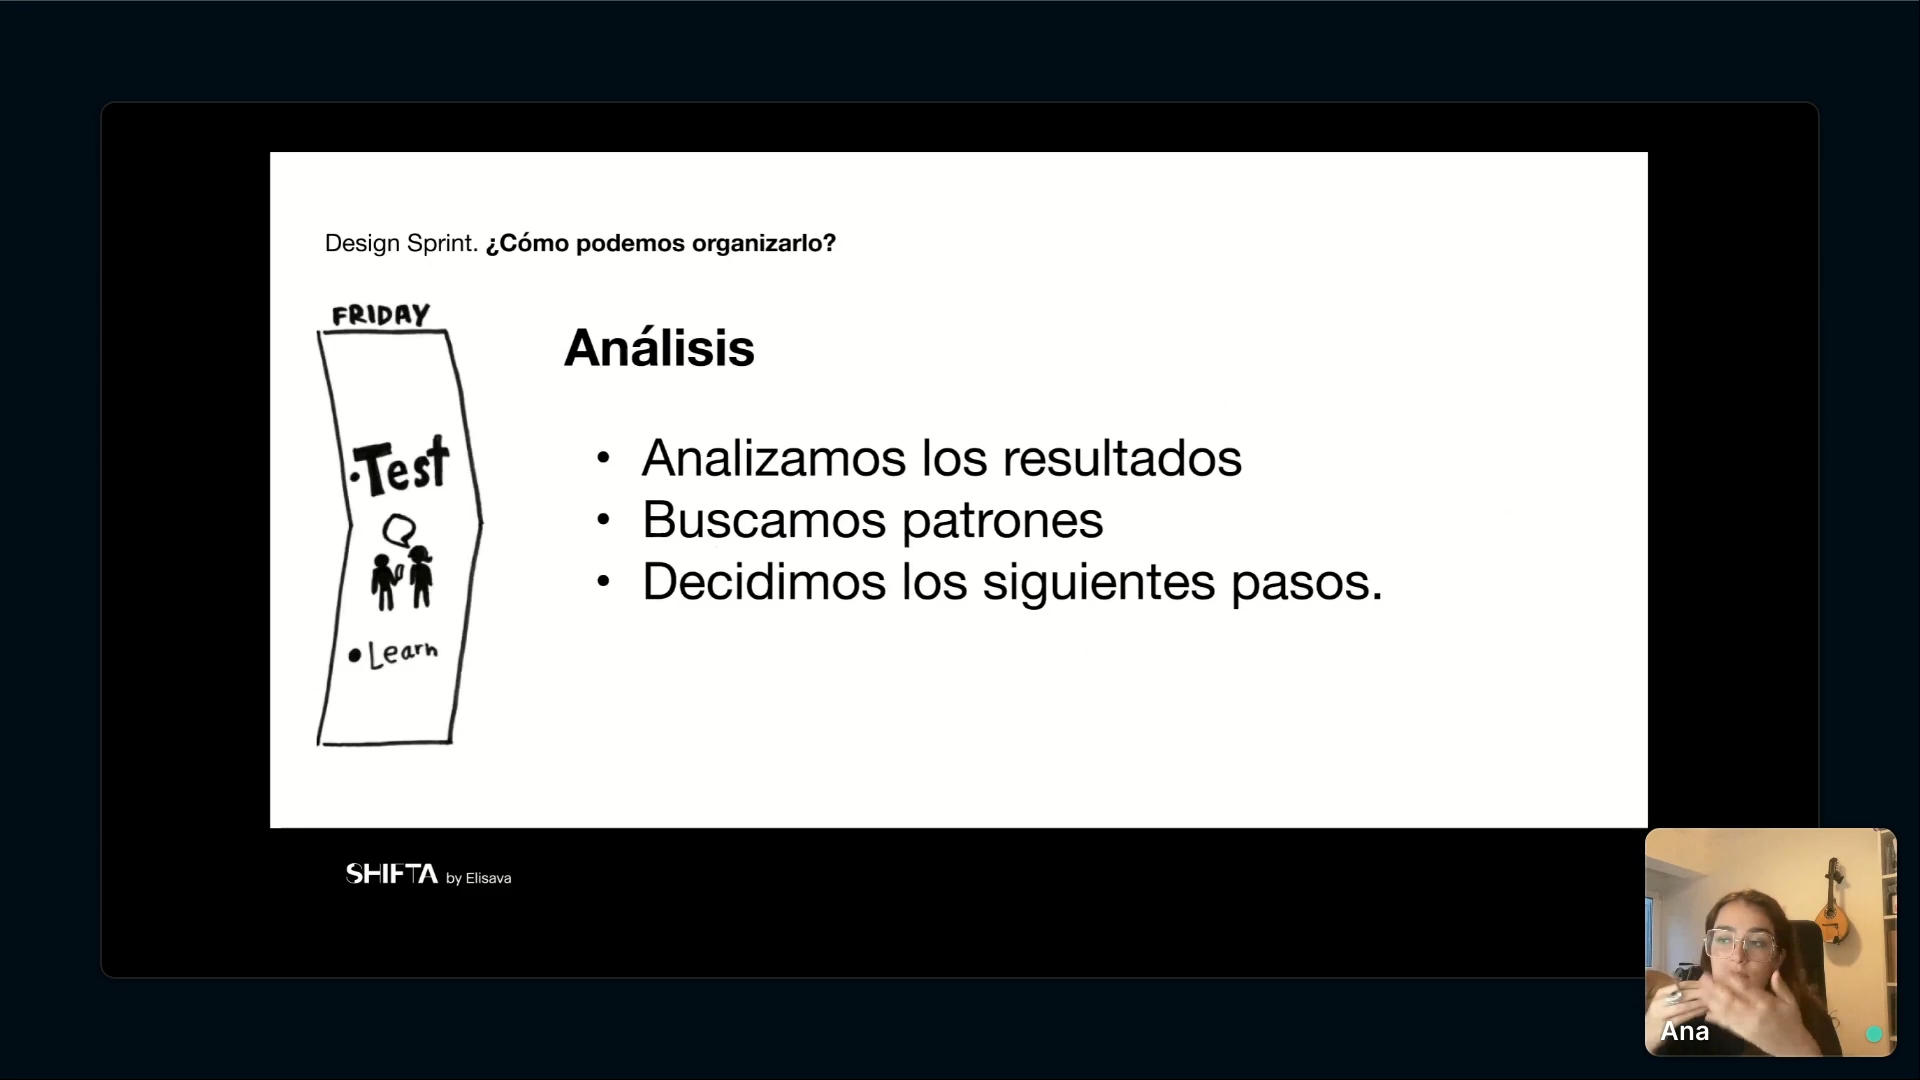 Design Sprint. ¿Cómo podemos organizarlo?
FRIDAY
• Test
• Learn
Análisis
• Analizamos los resultados
• Buscamos patrones
• Decidimos los siguientes pasos.
SHIFTA by Elisava
Ana